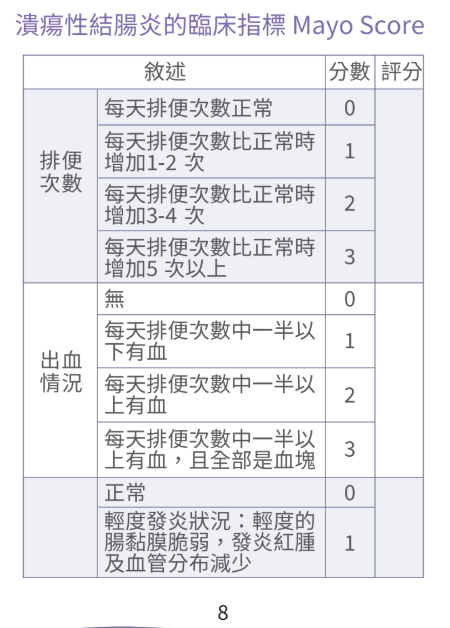 潰瘍性結腸炎的臨床指標 Mayo Score
敘述 分數 評分
排便
次數
每天排便次數正常 0
每天排便次數比正常時
增加1-2 次 1
每天排便次數比正常時
增加3-4 次 2
每天排便次數比正常時
增加5 次以上 3
出血
情況
無 0
每天排便次數中一半以
下有血 1
每天排便次數中一半以
上有血 2
每天排便次數中一半以
上有血，且全部是血塊 3
正常 0
輕度發炎狀況：輕度的
腸黏膜脆弱，發炎紅腫
及血管分布減少 1
8